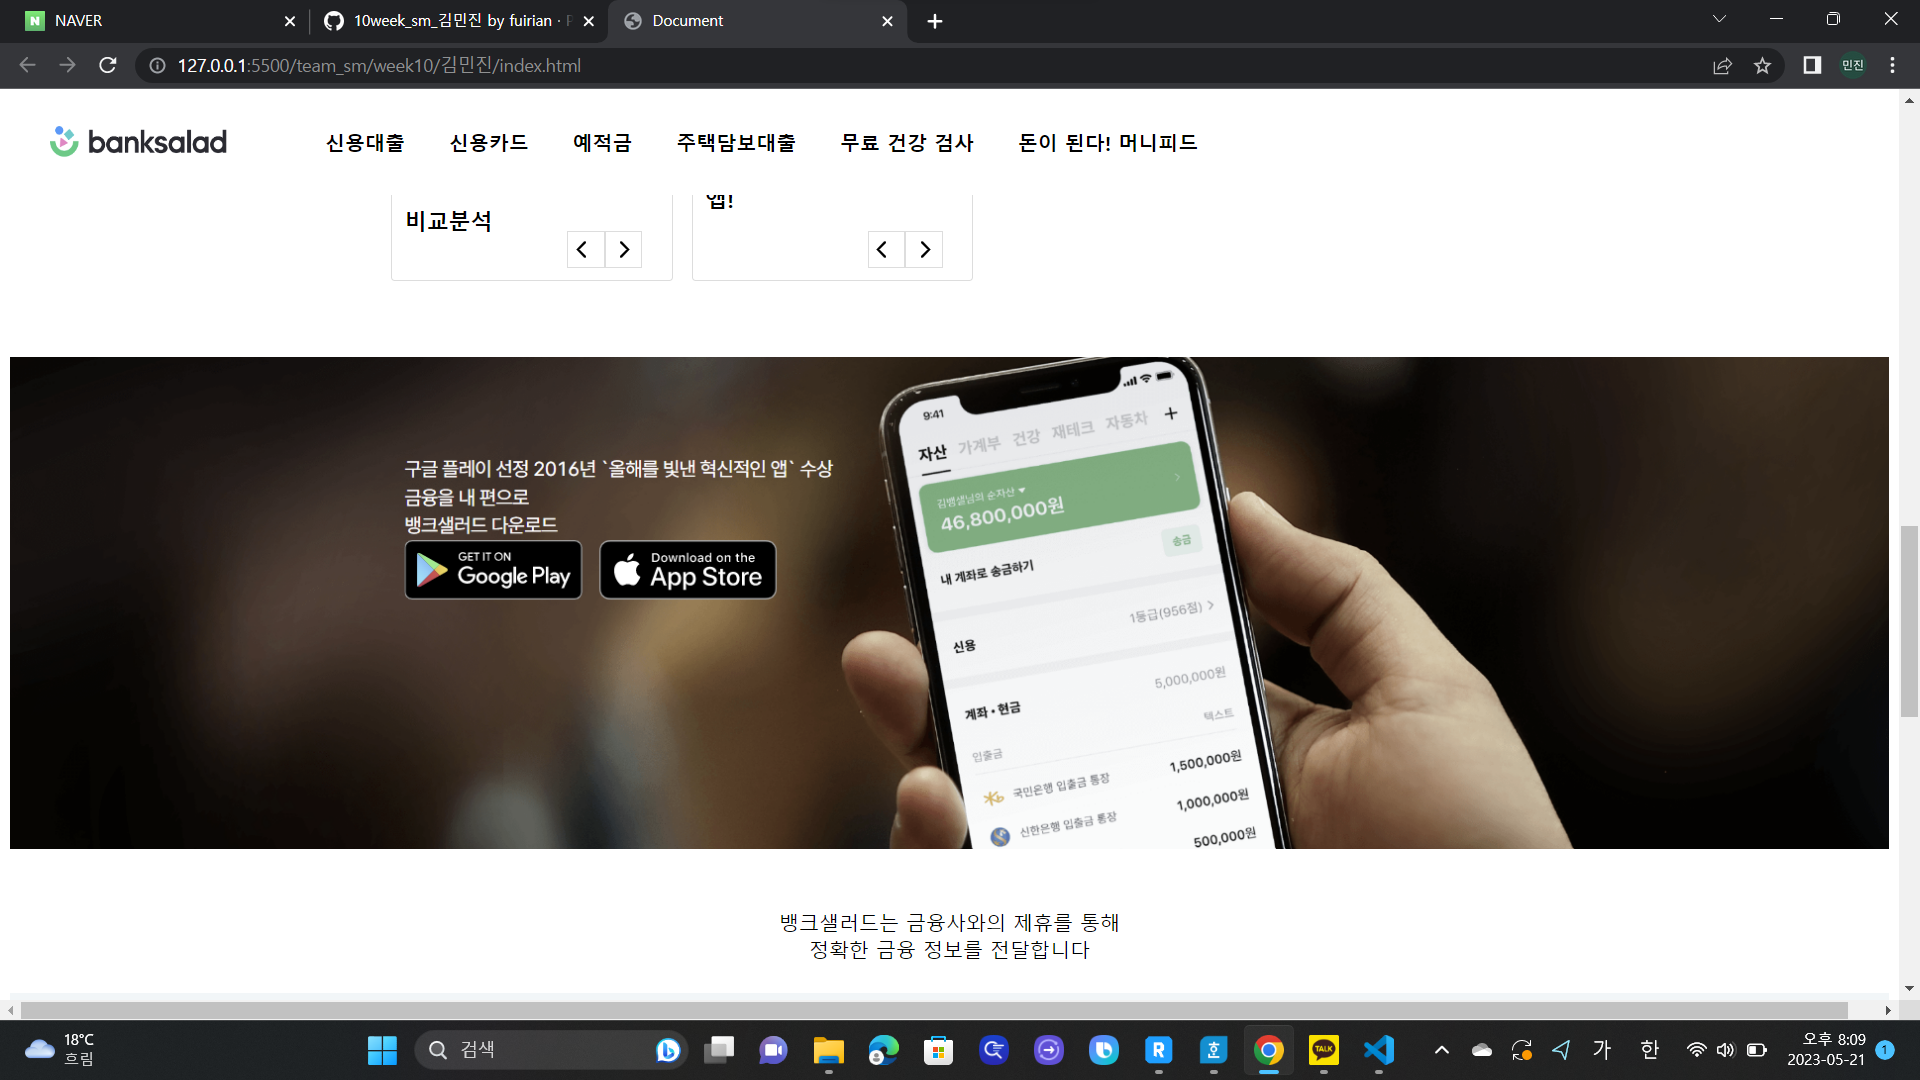 NAVER
10week_sm_김민진 by fuirian · P
Document
127.0.0.1:5500/team_sm/week10/김민진/index.html
민진
banksalad
신용대출 신용카드 예적금 주택담보대출 무료 건강 검사 돈이 된다! 머니피드
앱!
비교분석
9:41
자산 가계부 건강 재테크 자동차
김뱅샐님의 순자산
46,800,000원
송금
내 계좌로 송금하기
1등급(956점)
신용
5,000,000원
계좌 • 현금
텍스트
입출금
1,500,000원
국민은행 입출금 통장
1,000,000원
신한은행 입출금 통장
500,000원
구글 플레이 선정 2016년 `올해를 빛낸 혁신적인 앱` 수상
금융을 내 편으로
뱅크샐러드 다운로드
GET IT ON
Google Play
Download on the
App Store
뱅크샐러드는 금융사와의 제휴를 통해
정확한 금융 정보를 전달합니다
18°C
흐림
검색
TALK
가
한
오후 8:09
2023-05-21
1